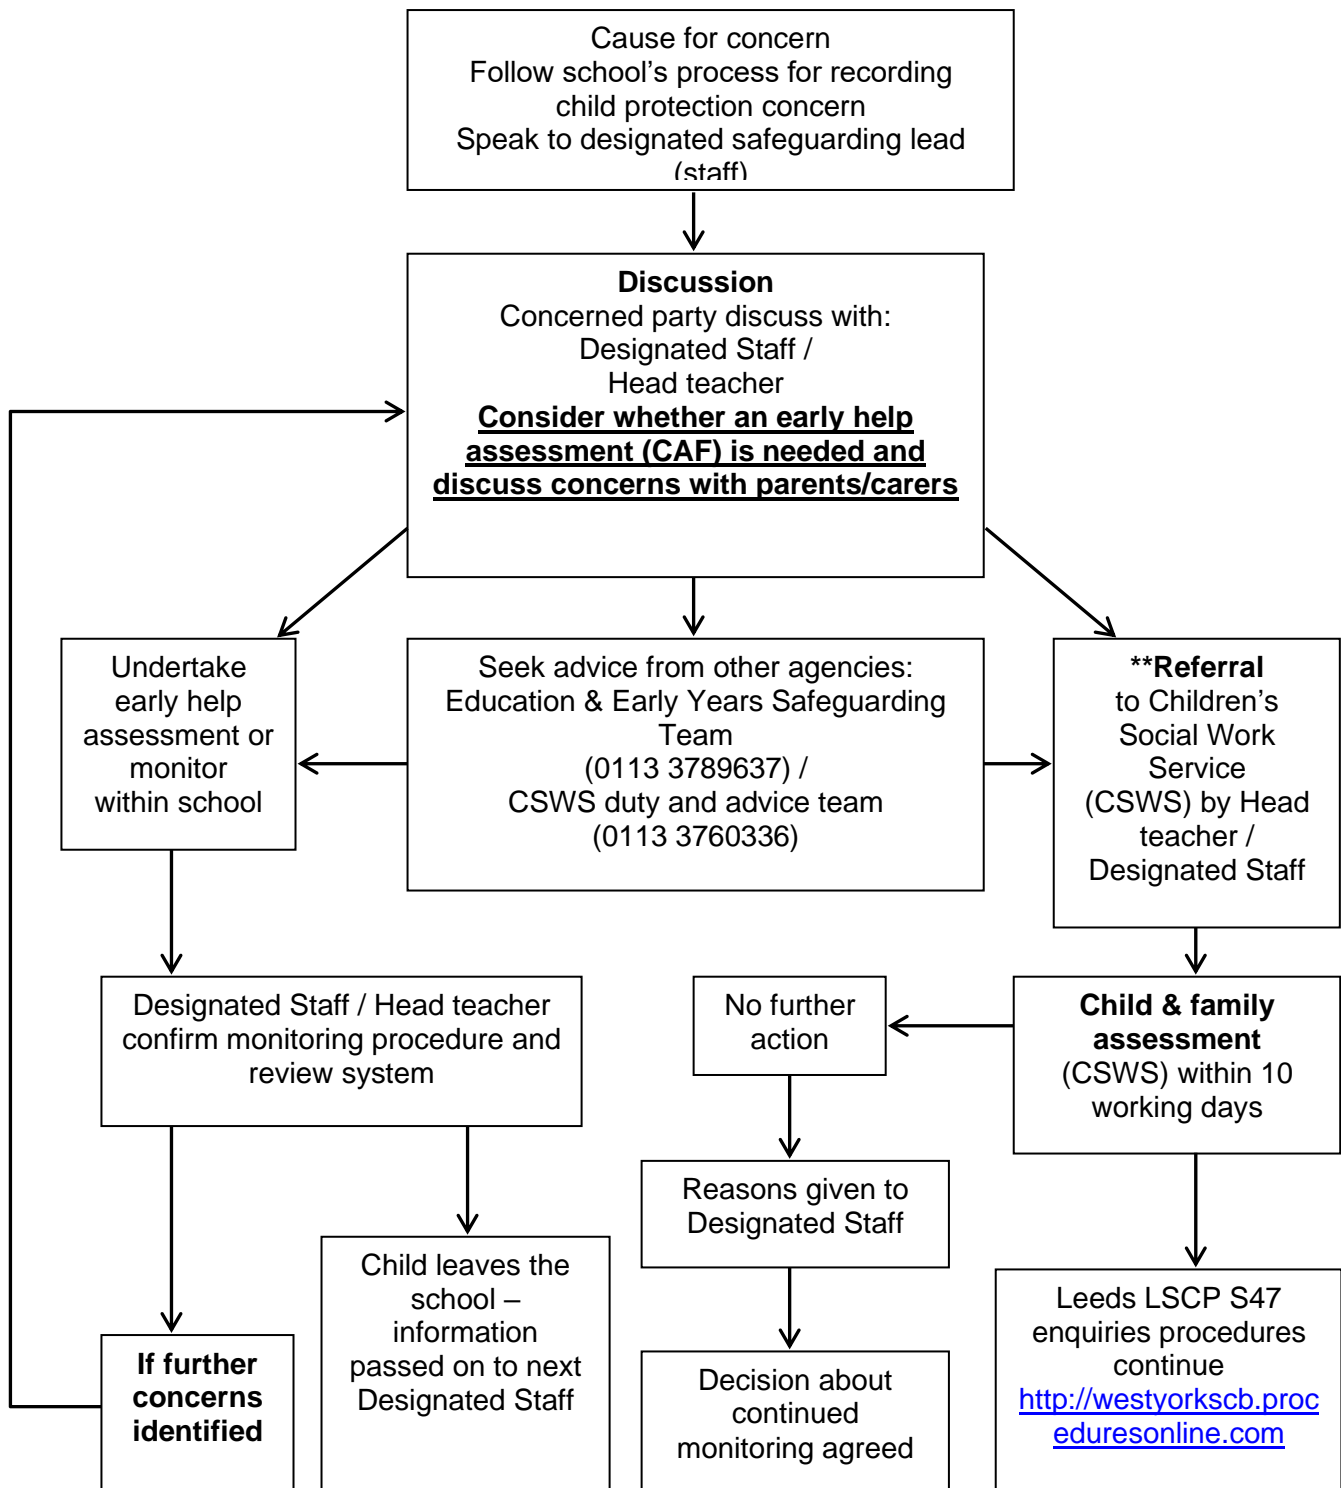 Cause for concern
Follow school's process for recording
child protection concern
Speak to designated safeguarding lead
(staff)
Discussion
Concerned party discuss with:
Designated Staff /
Head teacher
Consider whether an early help
assessment (CAF) is needed and
discuss concerns with parents/carers
Undertake
early help
assessment or
monitor
within school
Seek advice from other agencies:
Education & Early Years Safeguarding
Team
(0113 3789637) /
CSWS duty and advice team
(0113 3760336)
**Referral
to Children's
Social Work
Service
(CSWS) by Head
teacher /
Designated Staff
Designated Staff / Head teacher
confirm monitoring procedure and
review system
No further
action
Child & family
assessment
(CSWS) within 10
working days
Reasons given to
Designated Staff
If further
concerns
identified
Child leaves the
school –
information
passed on to next
Designated Staff
Decision about
continued
monitoring agreed
Leeds LSCP S47
enquiries procedures
continue
http://westyorkscb.proc
eduresonline.com